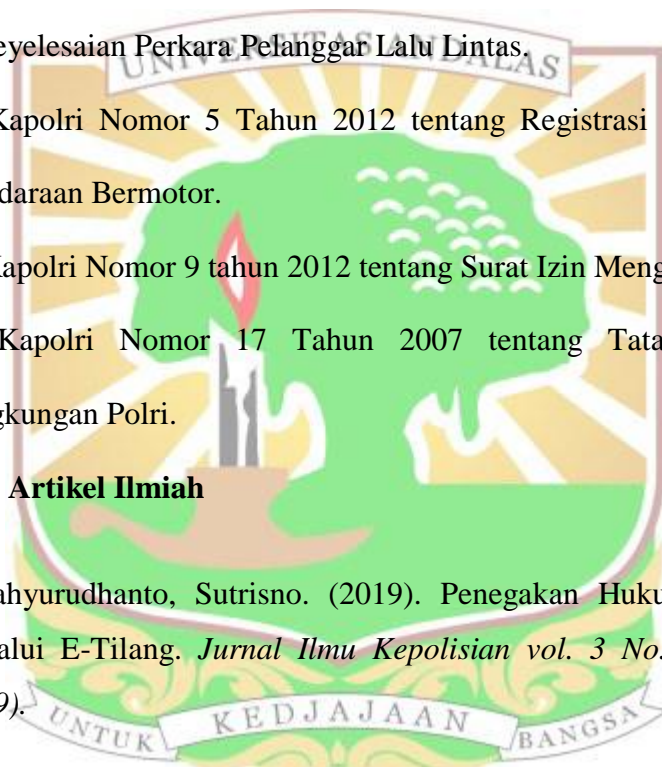 eyelesaian Perkara Pelanggar Lalu Lintas.
UNIVERSITAS ANDALAS
Kapolri Nomor 5 Tahun 2012 tentang Registrasi
daraan Bermotor.
Kapolri Nomor 9 tahun 2012 tentang Surat Izin Meng
Kapolri Nomor 17 Tahun 2007 tentang Tata
gkungan Polri.
Artikel Ilmiah
ahyurudhanto, Sutrisno. (2019). Penegakan Huku
alui E-Tilang. Jurnal Ilmu Kepolisian vol. 3 No.
9).
UNTUK KEDJAJAAN BANGSA